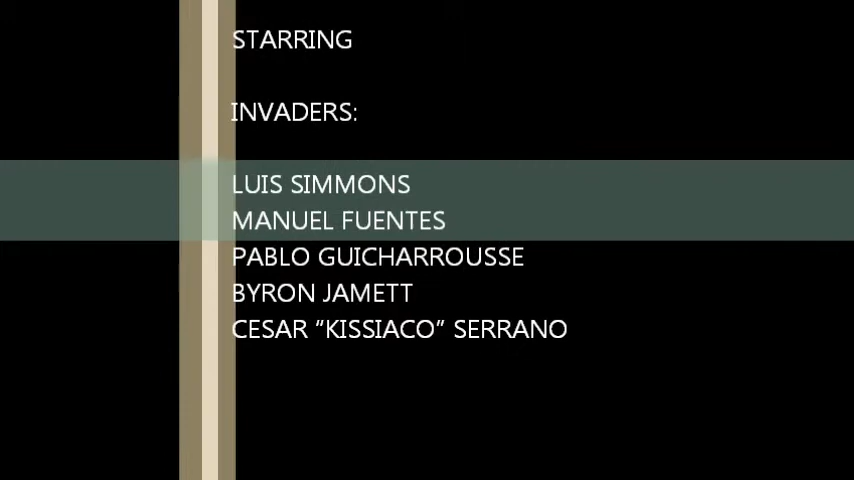 STARRING
INVADERS:
LUIS SIMMONS
MANUEL FUENTES
PABLO GUICHARROUSSE
BYRON JAMETT
CESAR “KISSIACO” SERRANO